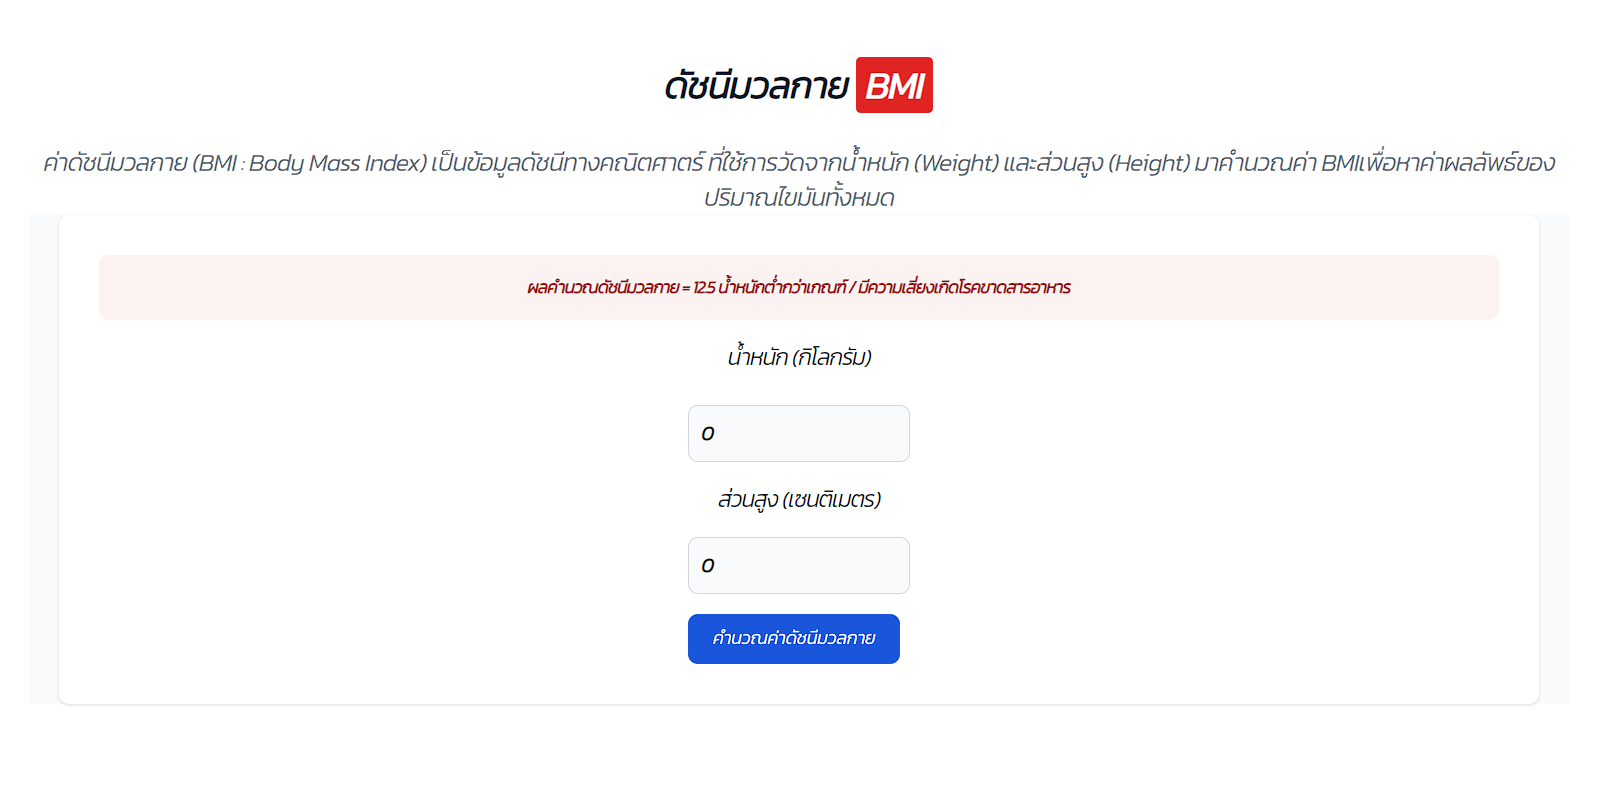 ดัชนีมวลกาย BMI
ค่าดัชนีมวลกาย (BMI : Body Mass Index) เป็นข้อมูลดัชนีทางคณิตศาตร์ ที่ใช้การวัดจากน้ำหนัก (Weight) และส่วนสูง (Height) มาคำนวณค่า BMIเพื่อหาค่าผลลัพธ์ของ
ปริมาณไขมันทั้งหมด
ผลคำนวณดัชนีมวลกาย = 12.5 น้ำหนักต่ำกว่าเกณฑ์ / มีความเสี่ยงเกิดโรคขาดสารอาหาร
น้ำหนัก (กิโลกรัม)
0
ส่วนสูง (เซนติเมตร)
0
คำนวณค่าดัชนีมวลกาย